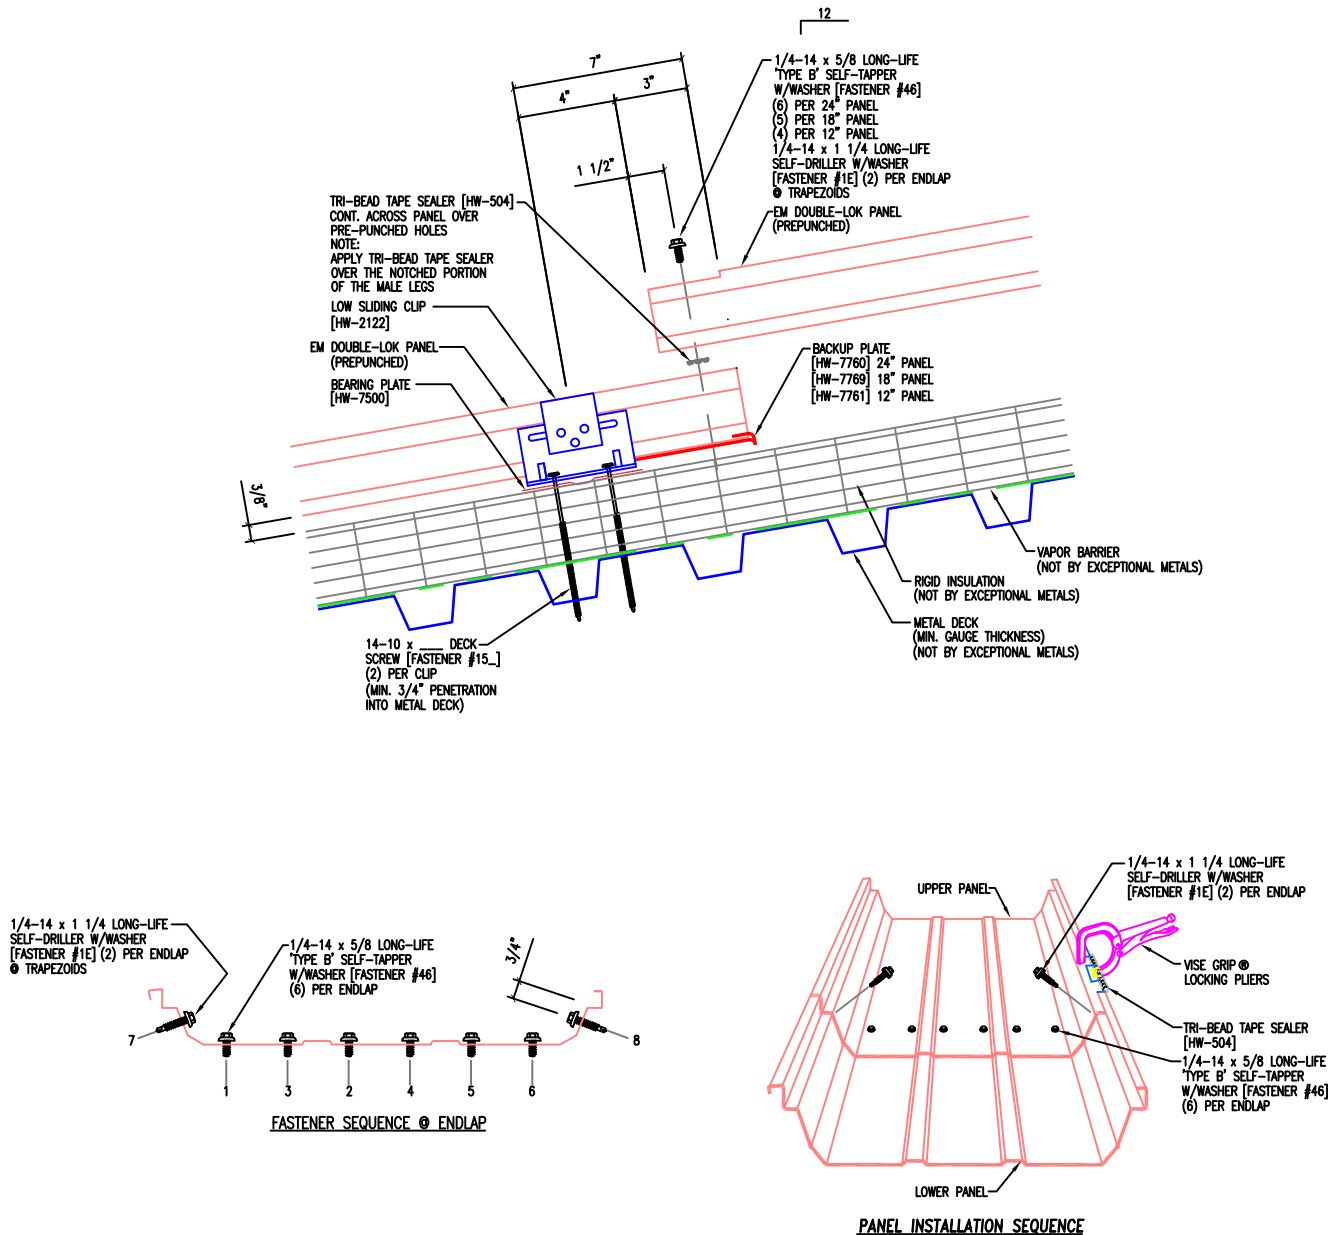 12
7"
4"
3"
1 1/2"
1/4-14 x 5/8 LONG-LIFE
'TYPE B' SELF-TAPPER
W/WASHER [FASTENER #46]
(6) PER 24" PANEL
(5) PER 18" PANEL
(4) PER 12" PANEL
1/4-14 x 1 1/4 LONG-LIFE
SELF-DRILLER W/WASHER
[FASTENER #1E] (2) PER ENDLAP
@ TRAPEZOIDS
EM DOUBLE-LOK PANEL
(PREPUNCHED)
TRI-BEAD TAPE SEALER [HW-504]
CONT. ACROSS PANEL OVER
PRE-PUNCHED HOLES
NOTE:
APPLY TRI-BEAD TAPE SEALER
OVER THE NOTCHED PORTION
OF THE MALE LEGS
LOW SLIDING CLIP
[HW-2122]
EM DOUBLE-LOK PANEL
(PREPUNCHED)
BEARING PLATE
[HW-7500]
BACKUP PLATE
[HW-7760] 24" PANEL
[HW-7769] 18" PANEL
[HW-7761] 12" PANEL
3/8"
VAPOR BARRIER
(NOT BY EXCEPTIONAL METALS)
RIGID INSULATION
(NOT BY EXCEPTIONAL METALS)
METAL DECK
(MIN. GAUGE THICKNESS)
(NOT BY EXCEPTIONAL METALS)
14-10 x ___ DECK
SCREW [FASTENER #15_]
(2) PER CLIP
(MIN. 3/4" PENETRATION
INTO METAL DECK)
1/4-14 x 1 1/4 LONG-LIFE
SELF-DRILLER W/WASHER
[FASTENER #1E] (2) PER ENDLAP
@ TRAPEZOIDS
1/4-14 x 5/8 LONG-LIFE
'TYPE B' SELF-TAPPER
W/WASHER [FASTENER #46]
(6) PER ENDLAP
3/4"
7
8
1
3
2
4
5
6
FASTENER SEQUENCE @ ENDLAP
UPPER PANEL
1/4-14 x 1 1/4 LONG-LIFE
SELF-DRILLER W/WASHER
[FASTENER #1E] (2) PER ENDLAP
VISE GRIP®
LOCKING PLIERS
TRI-BEAD TAPE SEALER
[HW-504]
1/4-14 x 5/8 LONG-LIFE
'TYPE B' SELF-TAPPER
W/WASHER [FASTENER #46]
(6) PER ENDLAP
LOWER PANEL
PANEL INSTALLATION SEQUENCE